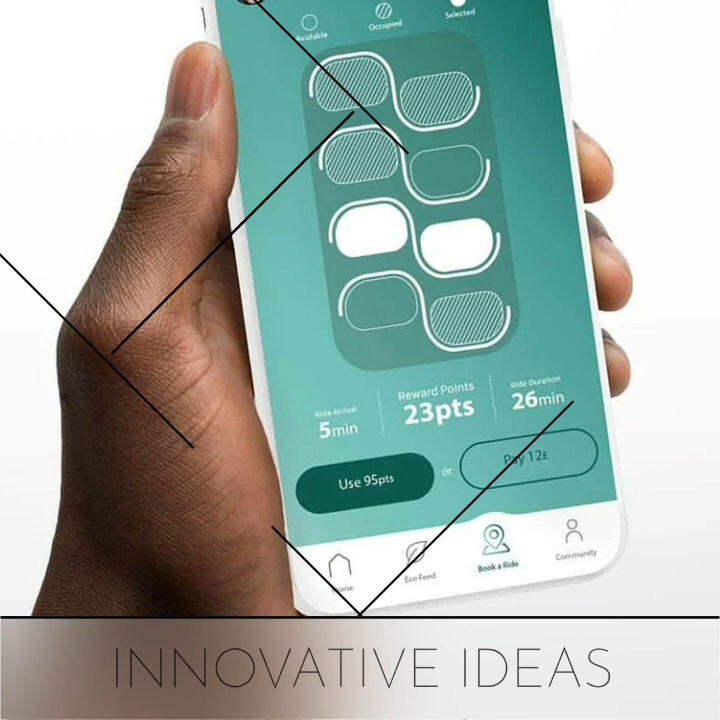 Available
Occupied
Selected
Ride Arrival
5min
Reward Points
23pts
Ride Duration
26min
Use 95pts
or
Pay 12£
Home
Eco Feed
Book a Ride
Community
INNOVATIVE IDEAS